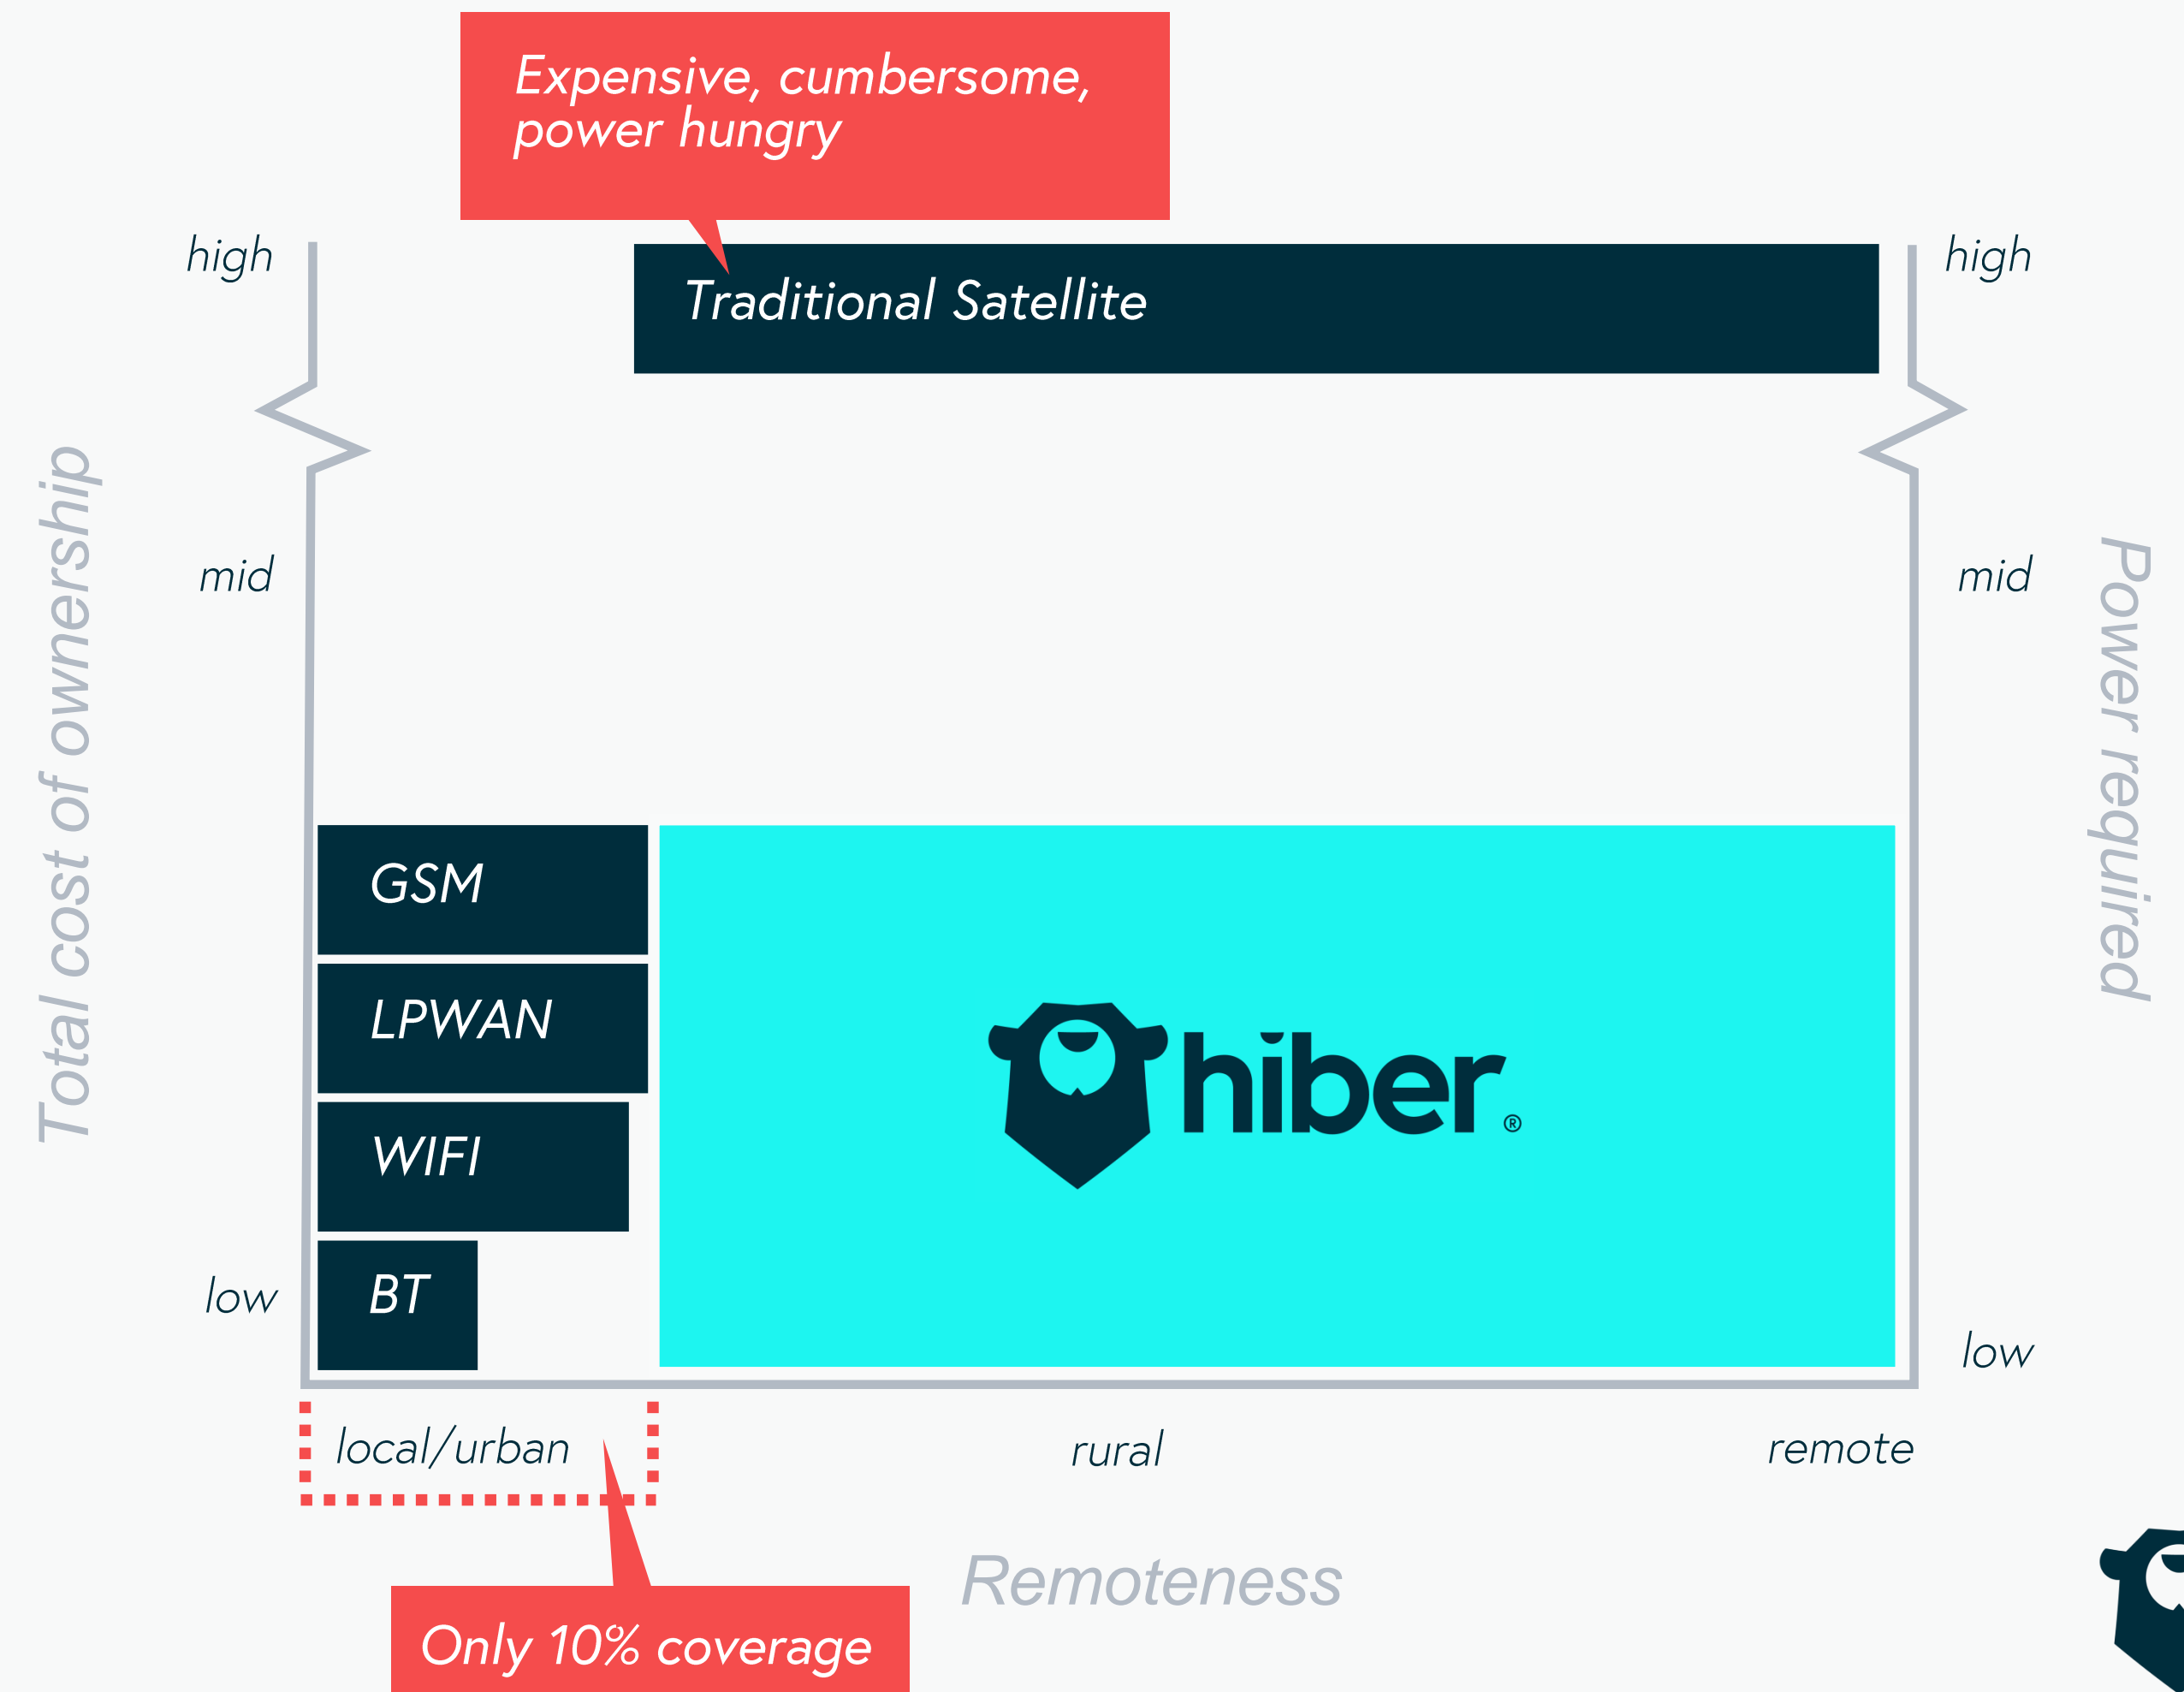 Expensive, cumbersome,
power hungry
high
Traditional Satellite
high
Total cost of ownership
mid
mid
Power required
GSM
LPWAN
hiber®
WIFI
BT
low
low
local/urban
rural
remote
Remoteness
Only 10% coverage